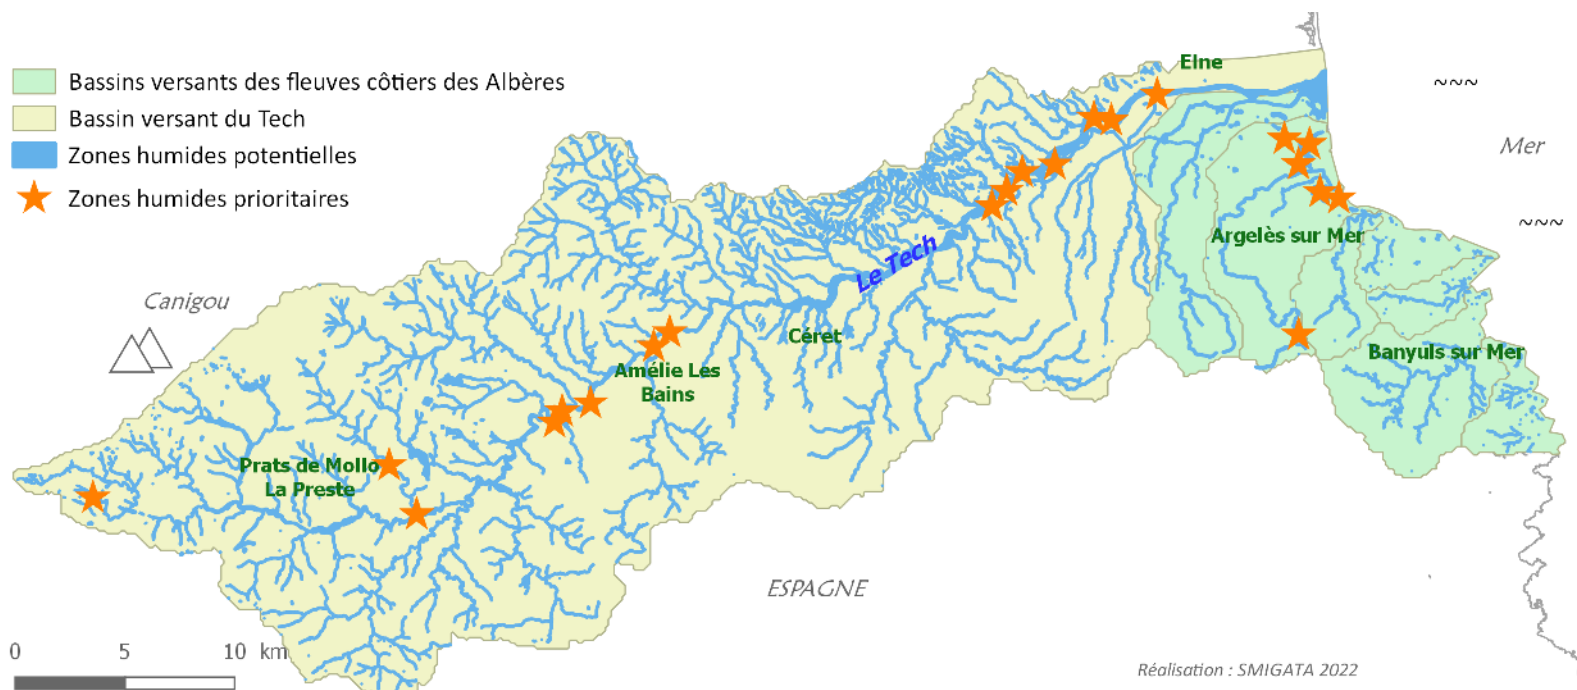 Bassins versants des fleuves côtiers des Albères
Bassin versant du Tech
Zones humides potentielles
Zones humides prioritaires
Elne
Mer
Argelès sur Mer
Le Tech
Canigou
Céret
Banyuls sur Mer
Amélie Les
Bains
Prats de Mollo
La Preste
ESPAGNE
0 5 10 km
Réalisation : SMIGATA 2022